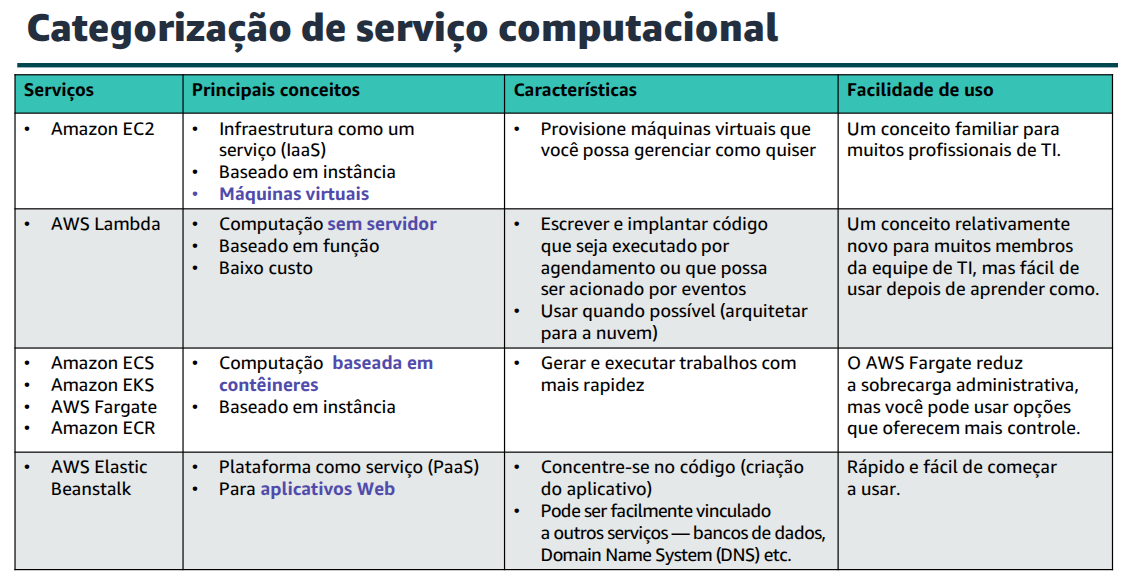 Categorização de serviço computacional
Serviços
Principais conceitos
Características
Facilidade de uso
• Amazon EC2
• Infraestrutura como um
serviço (IaaS)
• Baseado em instância
• Máquinas virtuais
• Provisione máquinas virtuais que
você possa gerenciar como quiser
Um conceito familiar para
muitos profissionais de TI.
• AWS Lambda
• Computação sem servidor
• Baseado em função
• Baixo custo
• Escrever e implantar código
que seja executado por
agendamento ou que possa
ser acionado por eventos
• Usar quando possível (arquitetar
para a nuvem)
Um conceito relativamente
novo para muitos membros
da equipe de TI, mas fácil de
usar depois de aprender como.
• Amazon ECS
• Amazon EKS
• AWS Fargate
• Amazon ECR
• Computação baseada em
contêineres
• Baseado em instância
• Gerar e executar trabalhos com
mais rapidez
O AWS Fargate reduz
a sobrecarga administrativa,
mas você pode usar opções
que oferecem mais controle.
• AWS Elastic
Beanstalk
• Plataforma como serviço (PaaS)
• Para aplicativos Web
• Concentre-se no código (criação
do aplicativo)
• Pode ser facilmente vinculado
a outros serviços — bancos de dados,
Domain Name System (DNS) etc.
Rápido e fácil de começar
a usar.